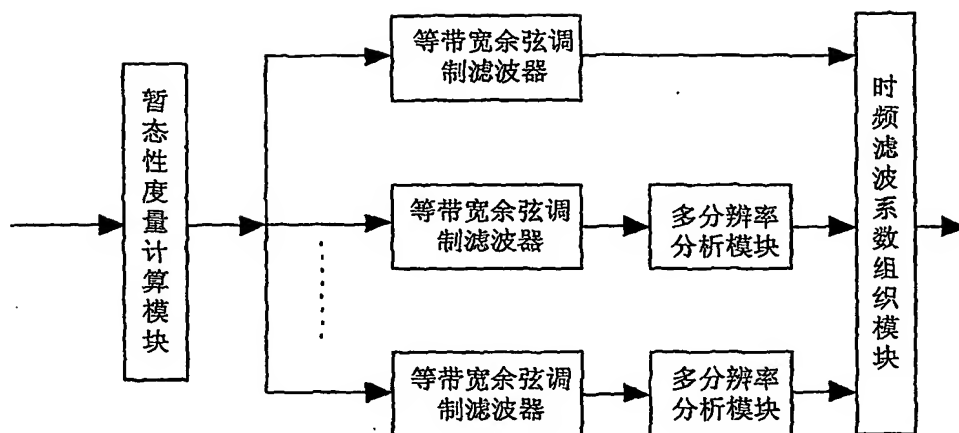 暂态性度量计算模块
等带宽余弦调
制滤波器
等带宽余弦调
制滤波器
多分辨率
分析模块
等带宽余弦调
制滤波器
多分辨率
分析模块
时频滤波系数组织模块